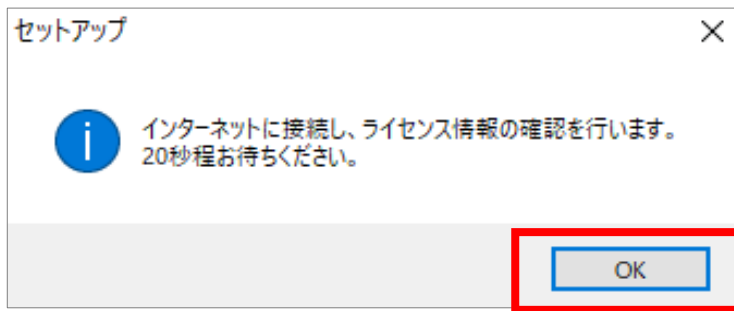 セットアップ
インターネットに接続し、ライセンス情報の確認を行います。
20秒程お待ちください。
OK